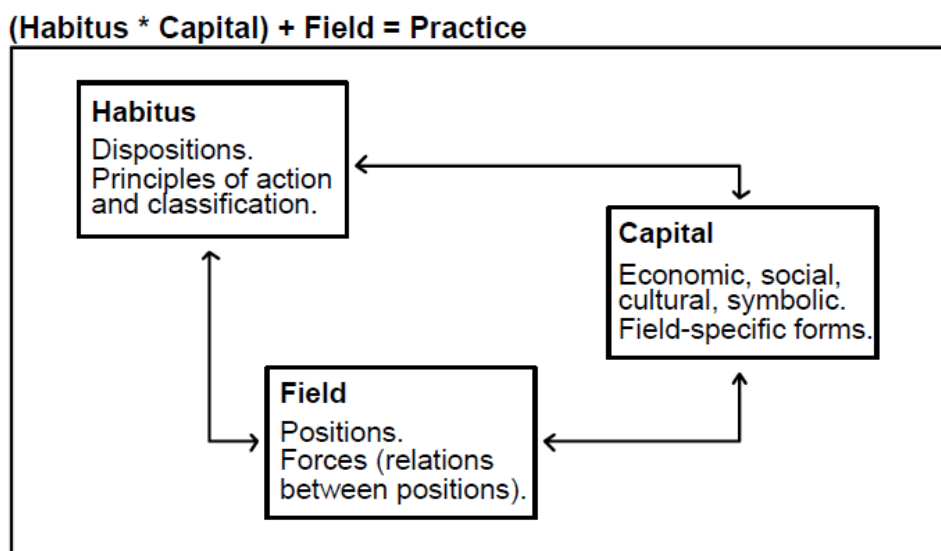 (Habitus * Capital) + Field = Practice
Habitus
Dispositions.
Principles of action
and classification.
Capital
Economic, social,
cultural, symbolic.
Field-specific forms.
Field
Positions.
Forces (relations
between positions).